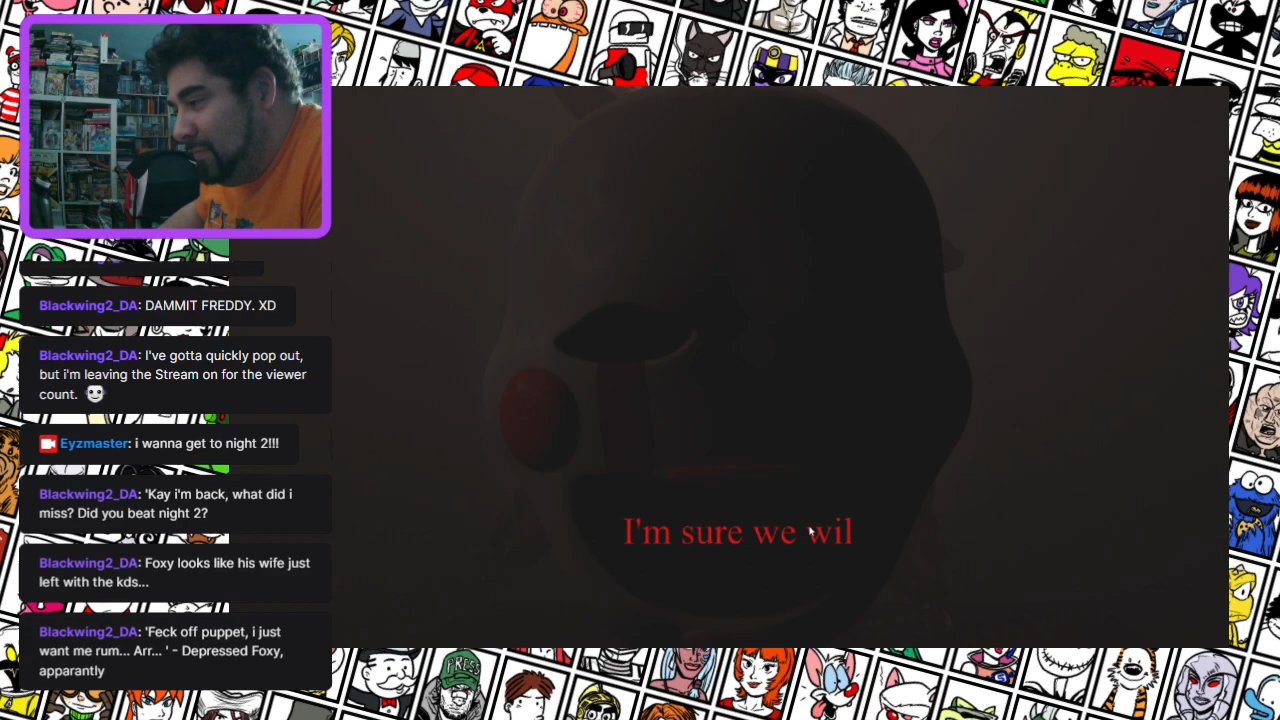 Blackwing2_DA: DAMMIT FREDDY. XD
Blackwing2_DA: I've gotta quickly pop out,
but i'm leaving the Stream on for the viewer
count.
Eyzmaster: i wanna get to night 2!!!
Blackwing2_DA: 'Kay i'm back, what did i
miss? Did you beat night 2?
Blackwing2_DA: Foxy looks like his wife just
left with the kds...
Blackwing2_DA: 'Feck off puppet, i just
want me rum... Arr... ' - Depressed Foxy,
apparantly
I'm sure we wil
PRESS